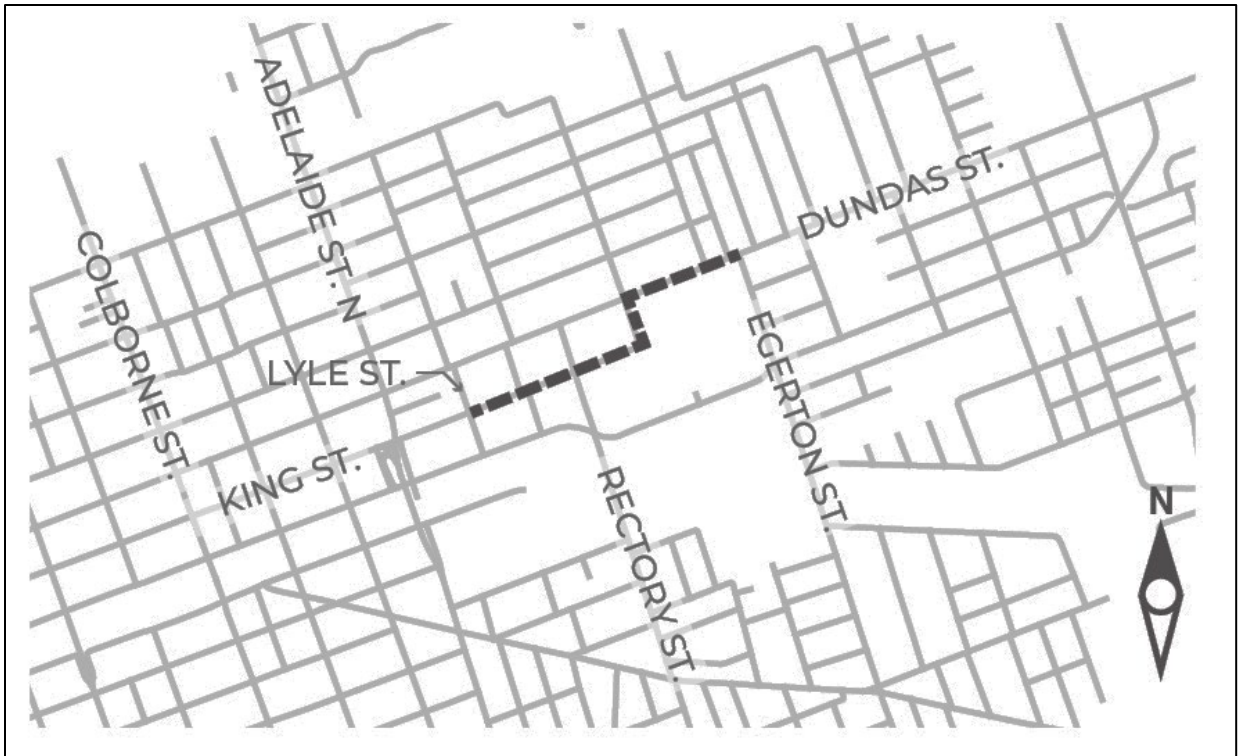 ADELAIDE ST. N
COLBORNE ST.
DUNDAS ST.
LYLE ST.
EGERTON ST.
KING ST.
RECTORY ST.
N